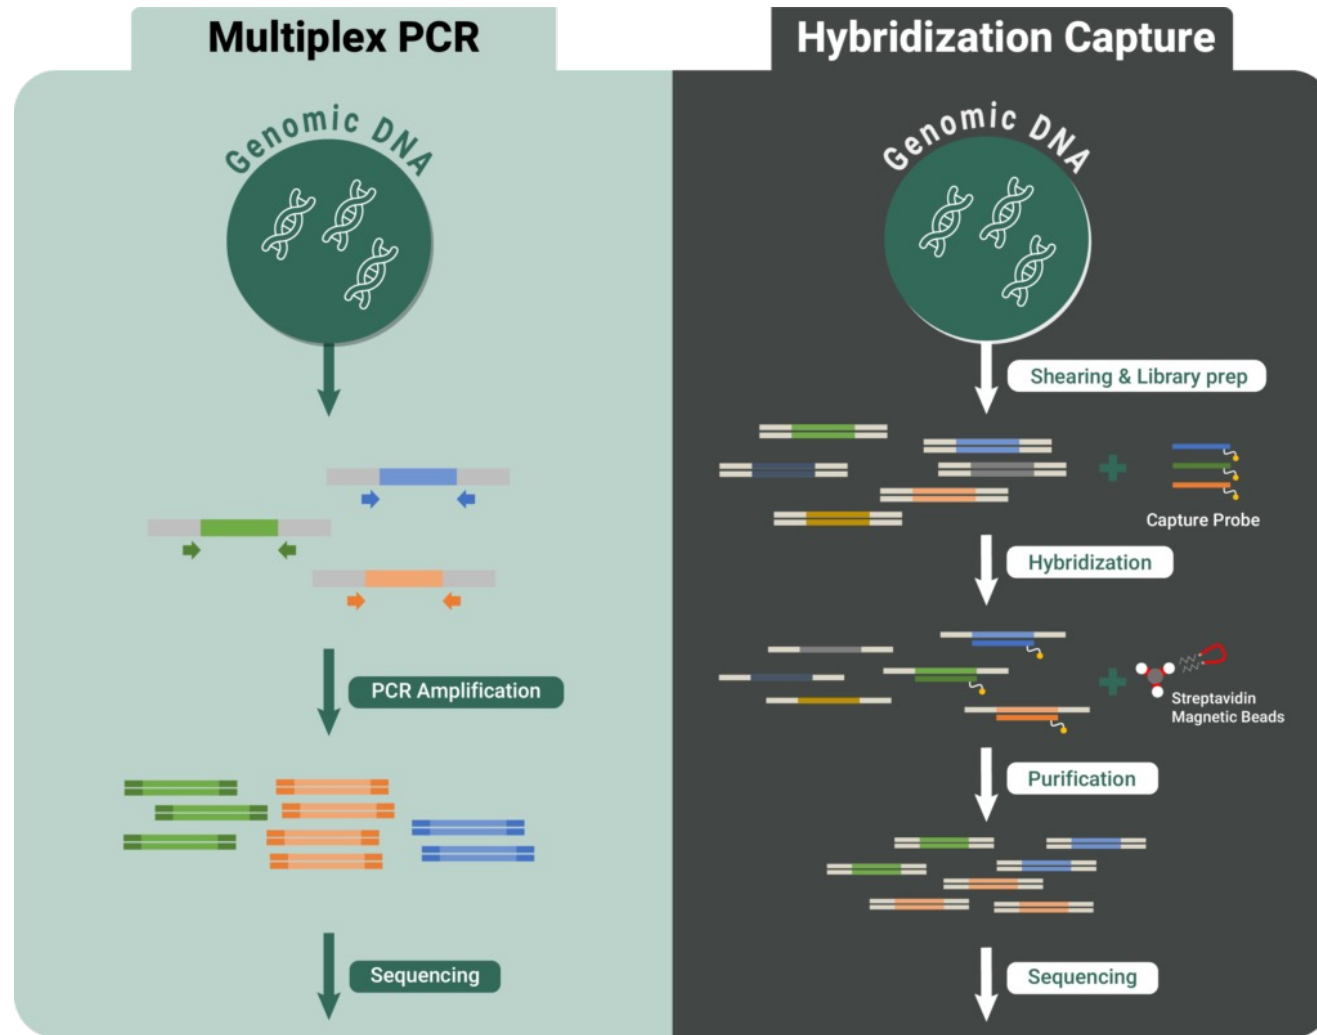 Multiplex PCR
Genomic DNA
PCR Amplification
Sequencing
Hybridization Capture
Genomic DNA
Shearing & Library prep
Capture Probe
Hybridization
Streptavidin
Magnetic Beads
Purification
Sequencing